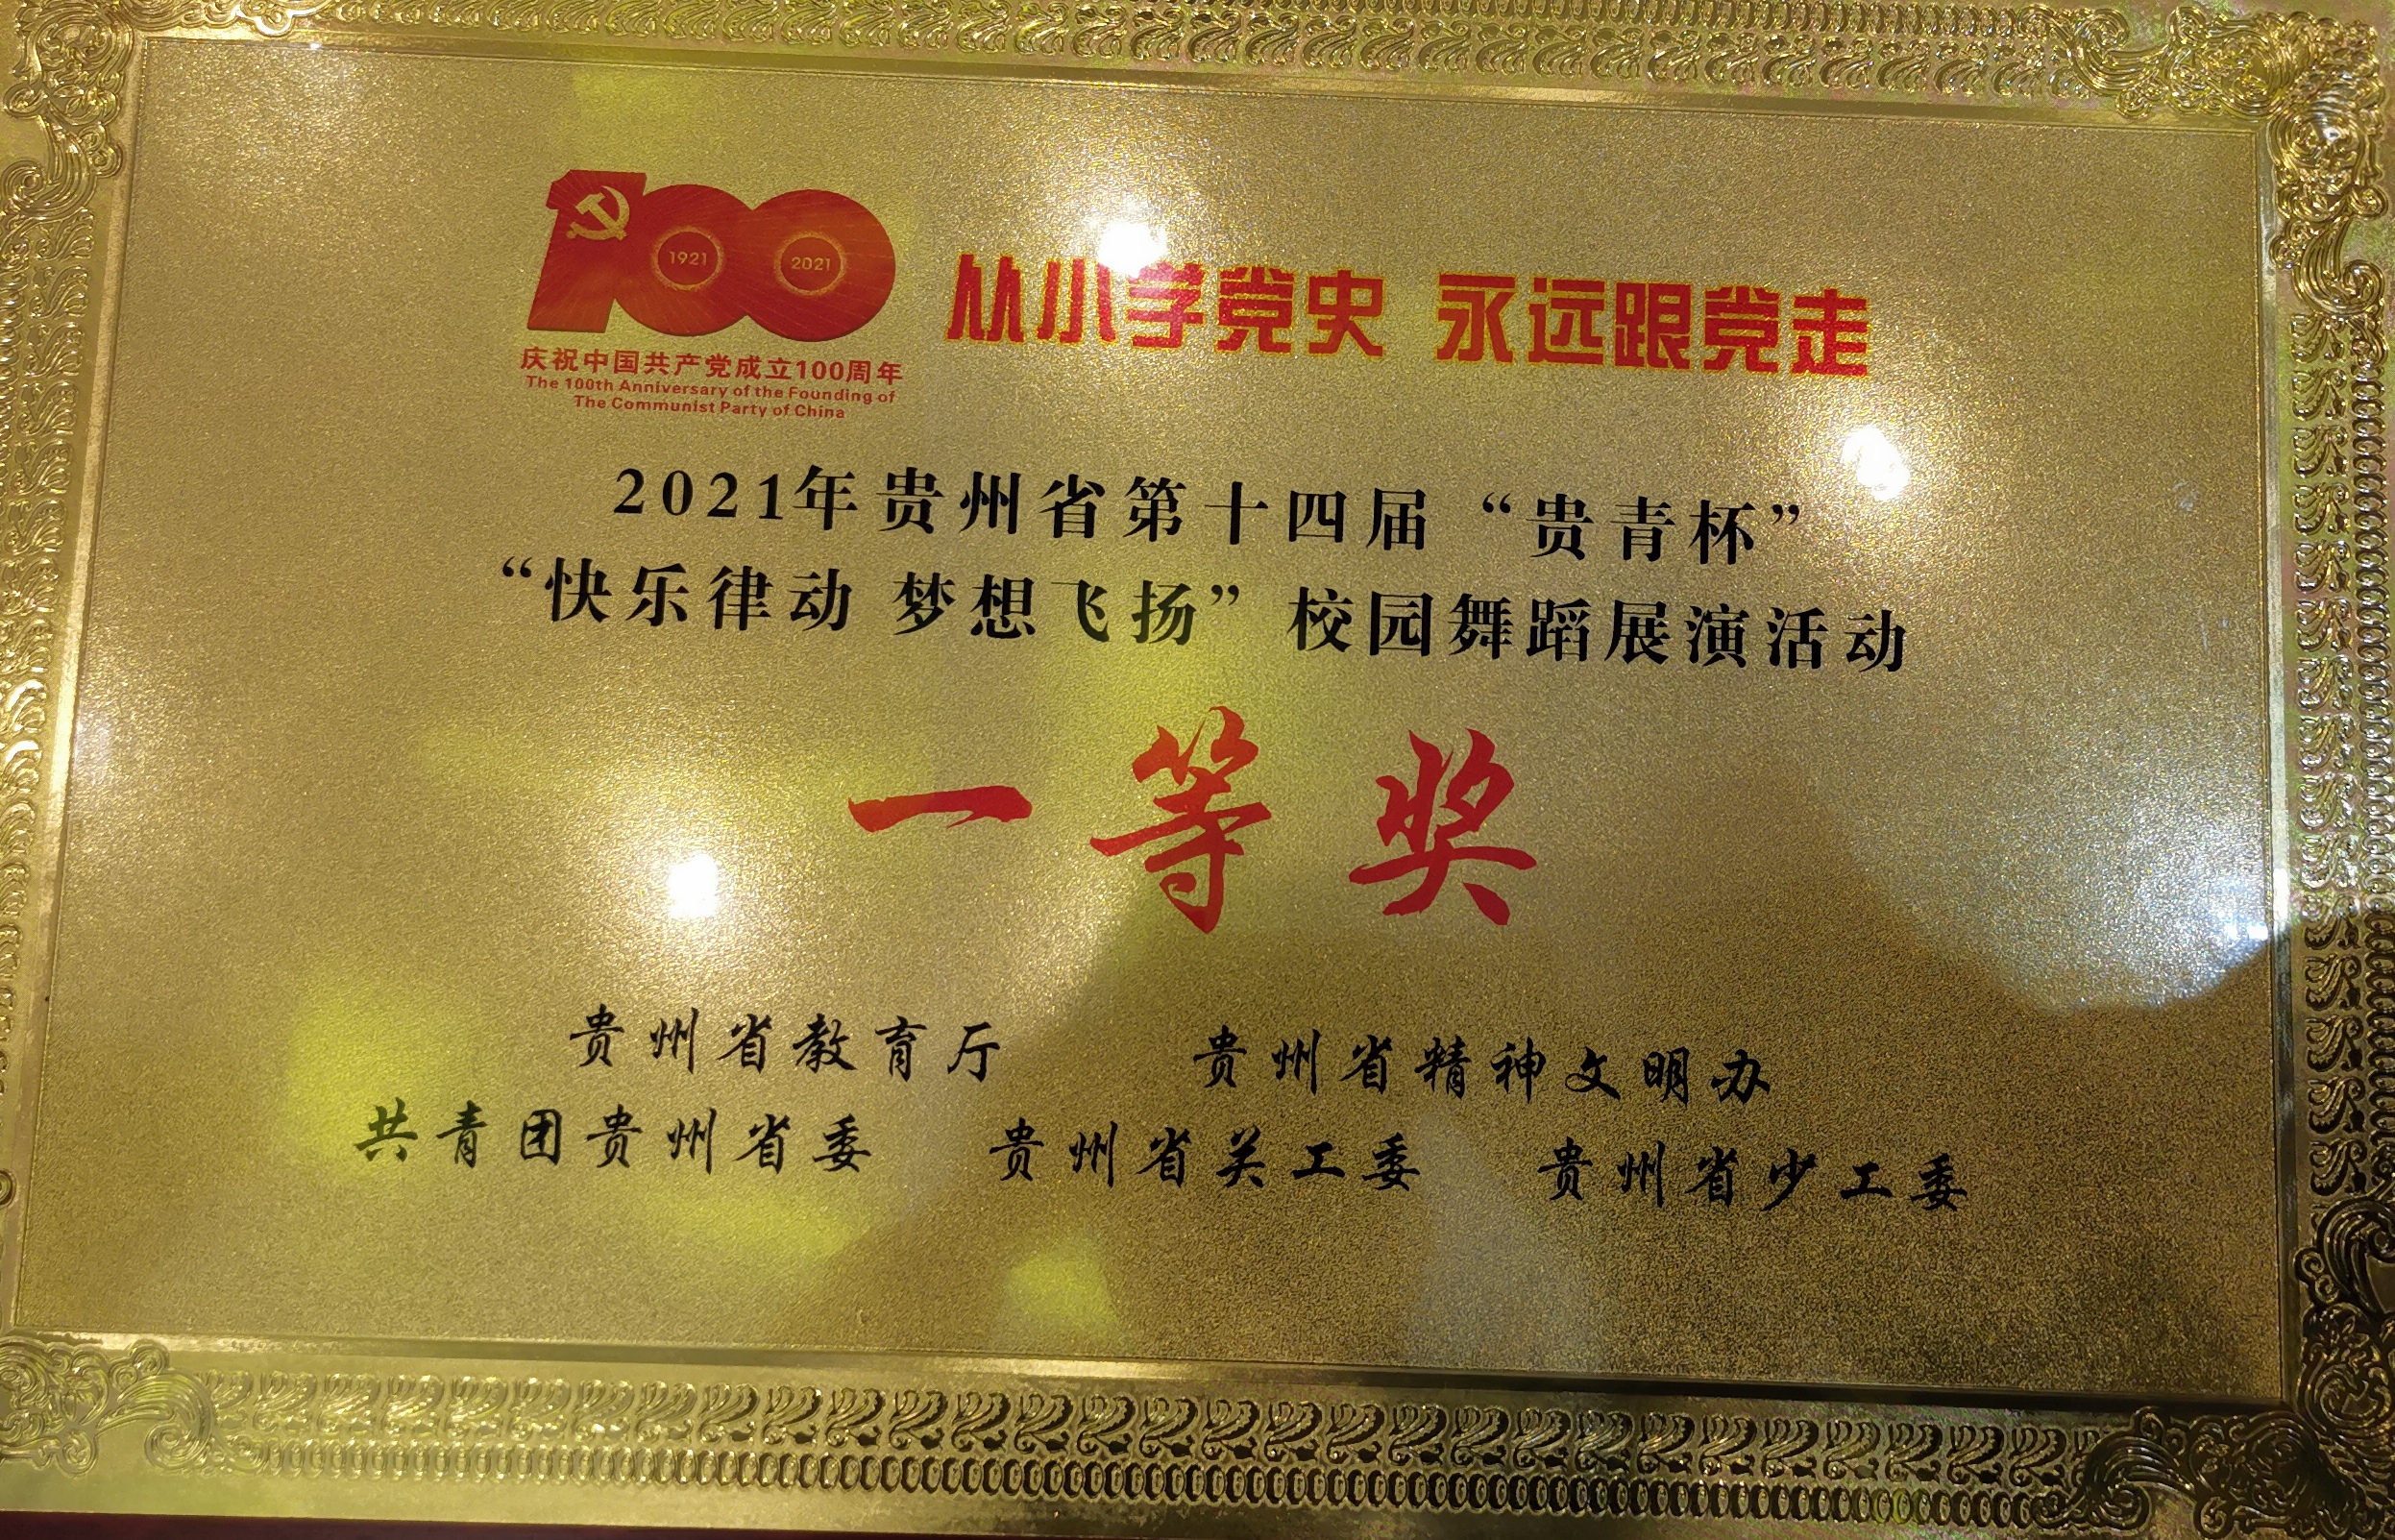 1921 2021
庆祝中国共产党成立100周年
The 100th Anniversary of the Founding of
The Communist Party of China
从小学党史 永远跟党走
2021年贵州省第十四届“贵青杯”
“快乐律动 梦想飞扬”校园舞蹈展演活动
一等奖
贵州省教育厅 贵州省精神文明办
共青团贵州省委 贵州省关工委 贵州省少工委